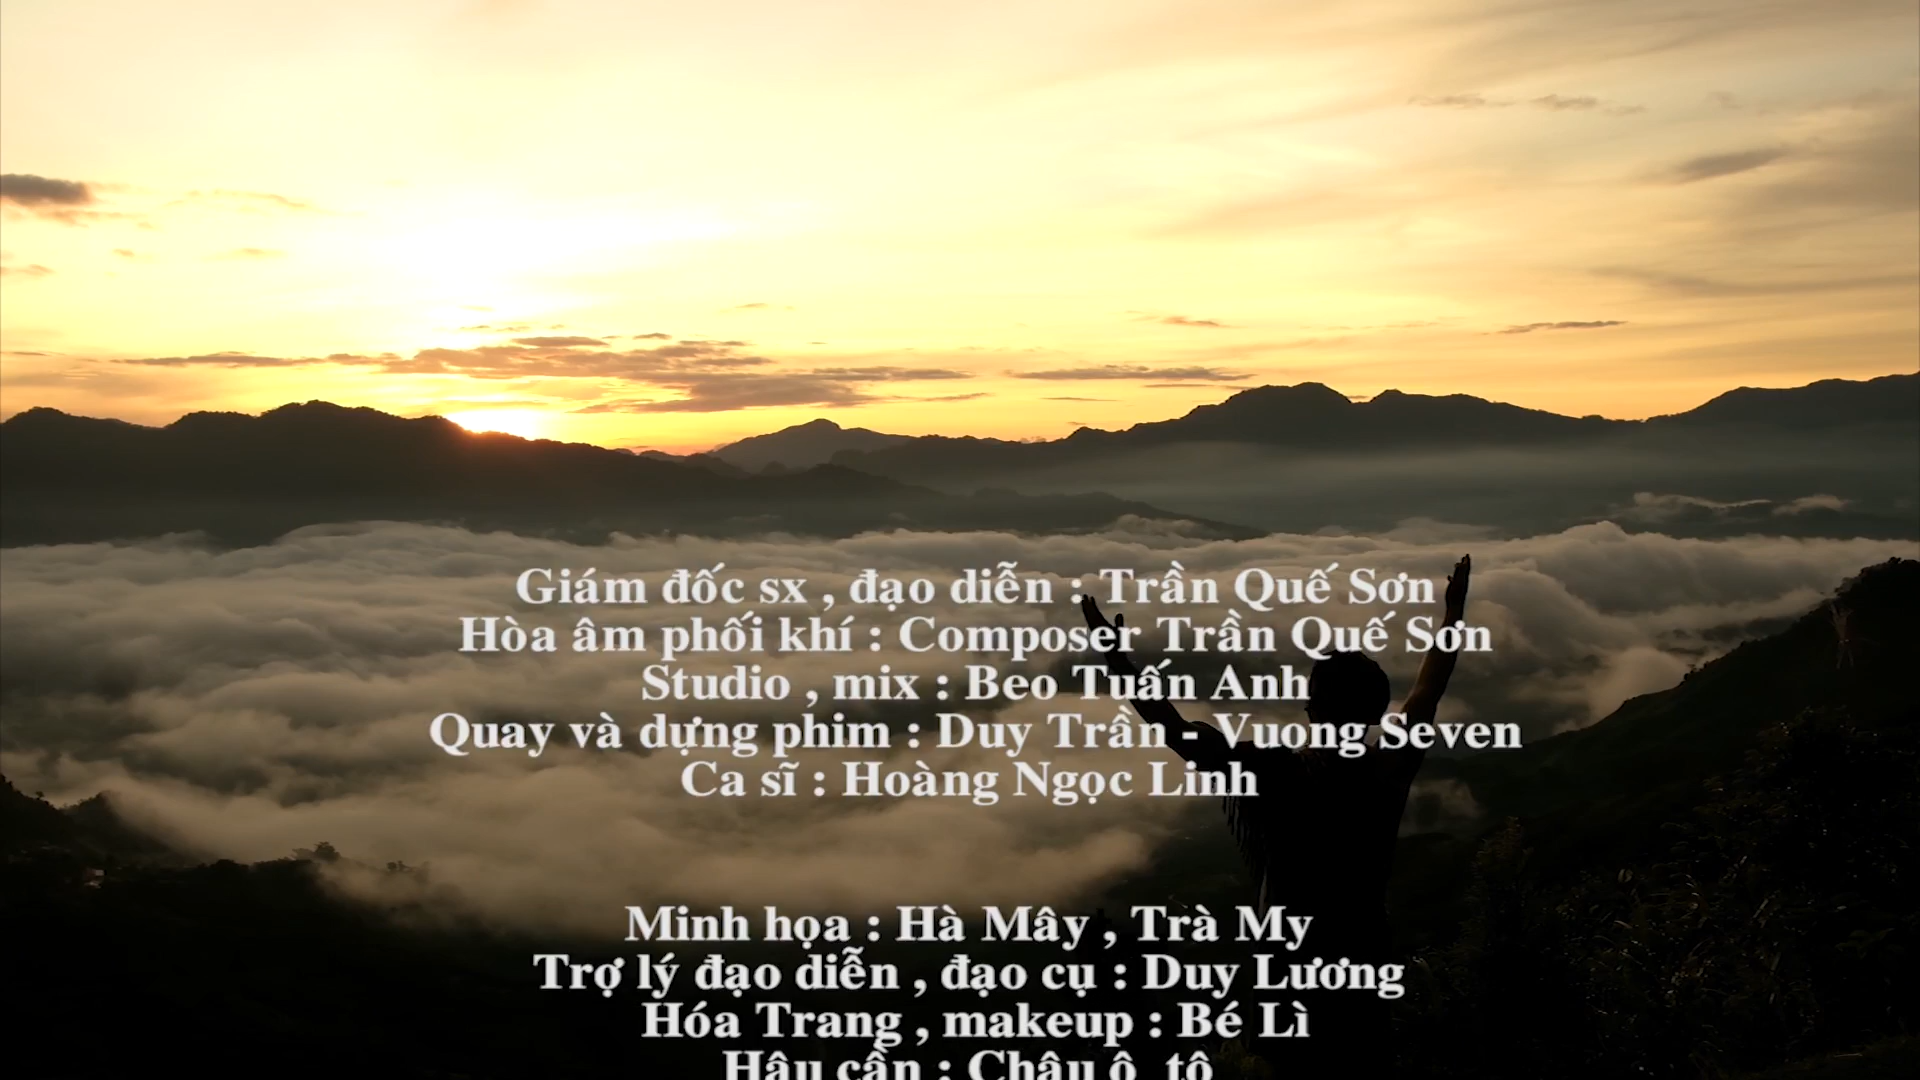 Giám đốc sx , đạo diễn : Trần Quế Sơn
Hòa âm phối khí : Composer Trần Quế Sơn
Studio , mix : Beo Tuấn Anh
Quay và dựng phim : Duy Trần - Vuong Seven
Ca sĩ : Hoàng Ngọc Linh
Minh họa : Hà Mây , Trà My
Trợ lý đạo diễn , đạo cụ : Duy Lương
Hóa Trang , makeup : Bé Lì
Hậu cần : Châu ô tô